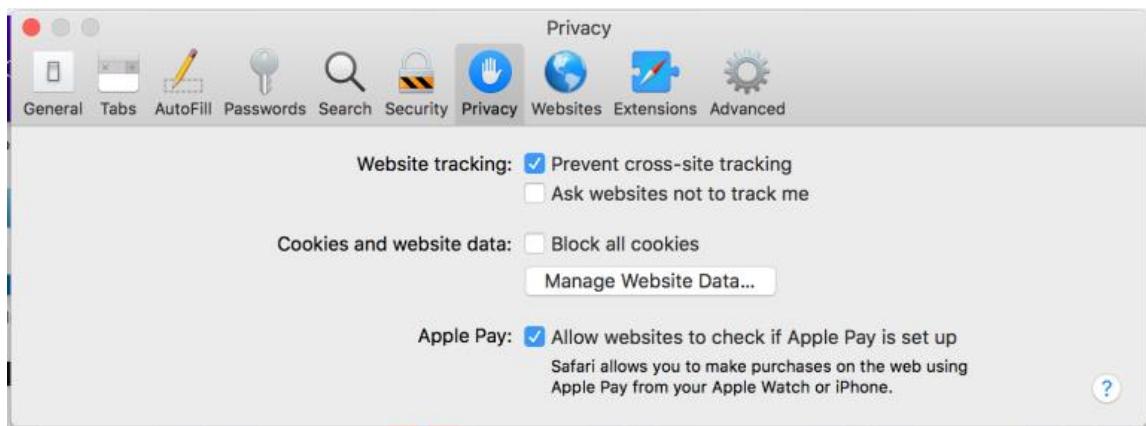 Privacy
General Tabs AutoFill Passwords Search Security Privacy Websites Extensions Advanced
Website tracking: Prevent cross-site tracking
Ask websites not to track me
Cookies and website data: Block all cookies
Manage Website Data...
Apple Pay: Allow websites to check if Apple Pay is set up
Safari allows you to make purchases on the web using
Apple Pay from your Apple Watch or iPhone.
?